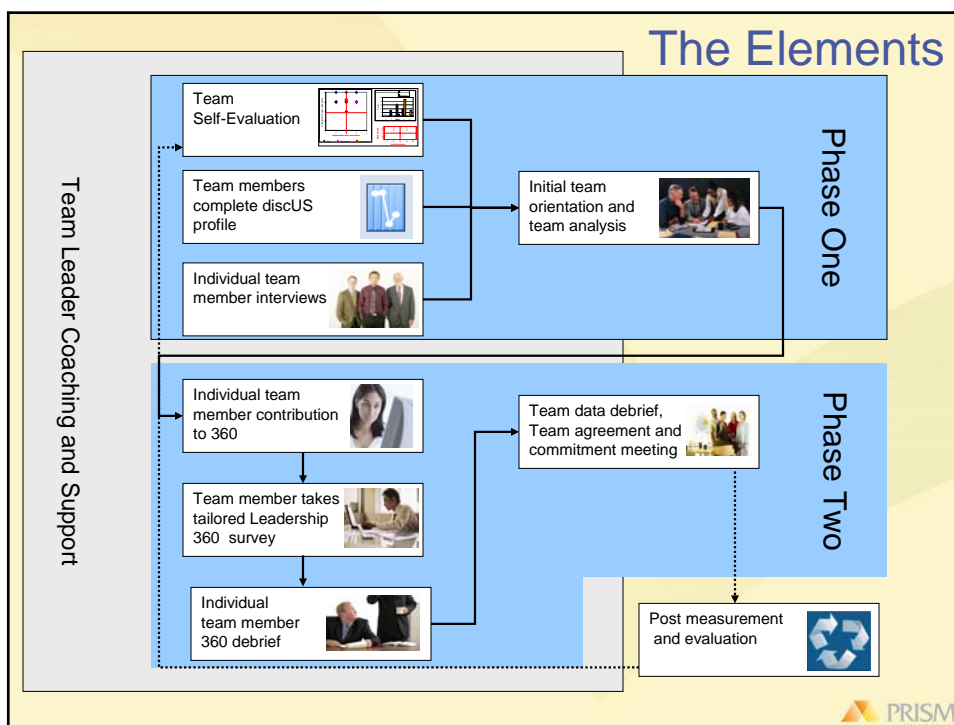 The Elements
Team Leader Coaching and Support
Phase One
Team
Self-Evaluation
Team members
complete discUS
profile
Individual team
member interviews
Initial team
orientation and
team analysis
Phase Two
Individual team
member contribution
to 360
Team member takes
tailored Leadership
360 survey
Individual
team member
360 debrief
Team data debrief,
Team agreement and
commitment meeting
Post measurement
and evaluation
PRISM